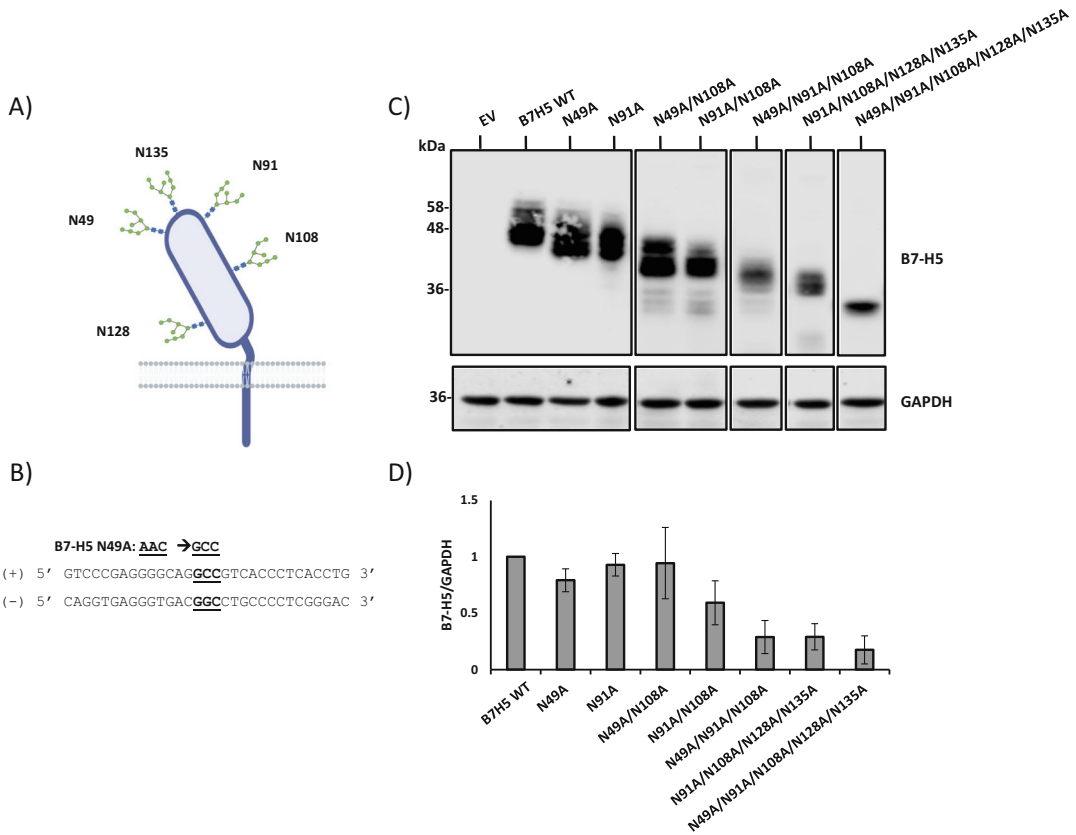 A)
N135
N91
N49
N108
N128
B)
B7-H5 N49A: AAC ➔GCC
(+) 5′ GTCCCGAGGGGCAGGCCGTCACCCTCACCTG 3′
(-) 5′ CAGGTGAGGGTGACGGCCTGCCCCTCGGGAC 3′
C)
EV
B7H5 WT
N49A
N91A
N49A/N108A
N91A/N108A
N49A/N91A/N108A
N91A/N108A/N128A/N135A
N49A/N91A/N108A/N128A/N135A
kDa
58-
48-
36-
B7-H5
36-
GAPDH
D)
B7-H5/GAPDH
1.5
1
0.5
0
B7H5 WT
N49A
N91A
N49A/N108A
N91A/N108A
N49A/N91A/N108A
N91A/N108A/N128A/N135A
N49A/N91A/N108A/N128A/N135A